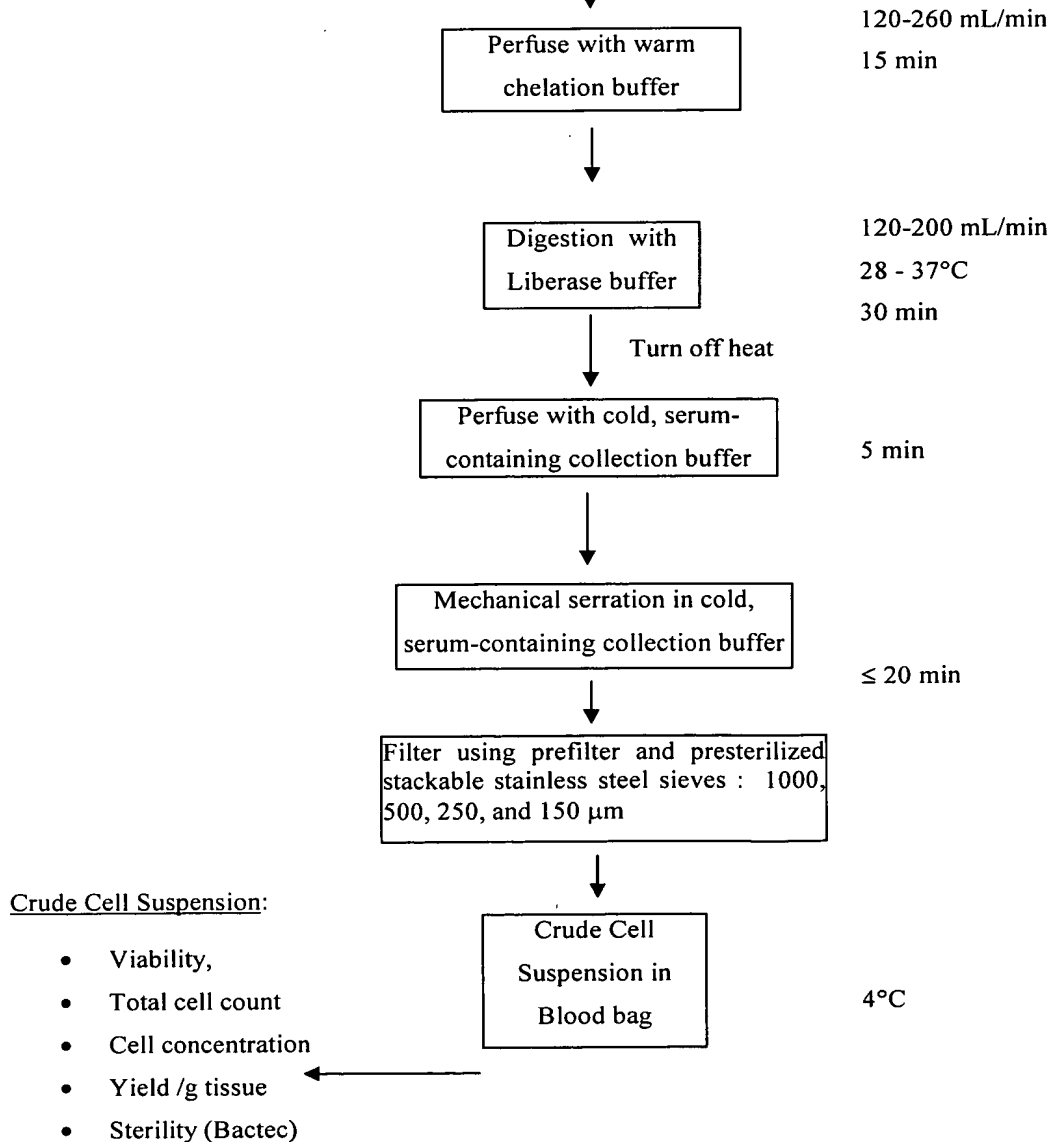 120-260 mL/min
Perfuse with warm
15 min
chelation buffer
120-200 mL/min
Digestion with
28 - 37°C
Liberase buffer
30 min
Turn off heat
Perfuse with cold, serum-
containing collection buffer
5 min
Mechanical serration in cold,
serum-containing collection buffer
≤ 20 min
Filter using prefilter and presterilized
stackable stainless steel sieves : 1000,
500, 250, and 150 µm
Crude Cell Suspension:
Crude Cell
Suspension in
Blood bag
4°C
• Viability,
• Total cell count
• Cell concentration
• Yield /g tissue
• Sterility (Bactec)